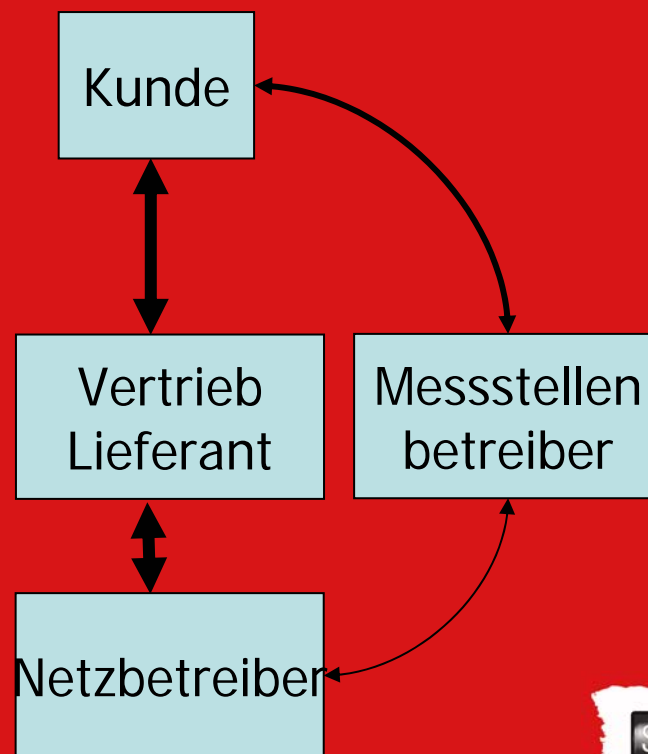 Kunde
Vertrieb
Lieferant
Messstellen
betreiber
Netzbetreiber
S